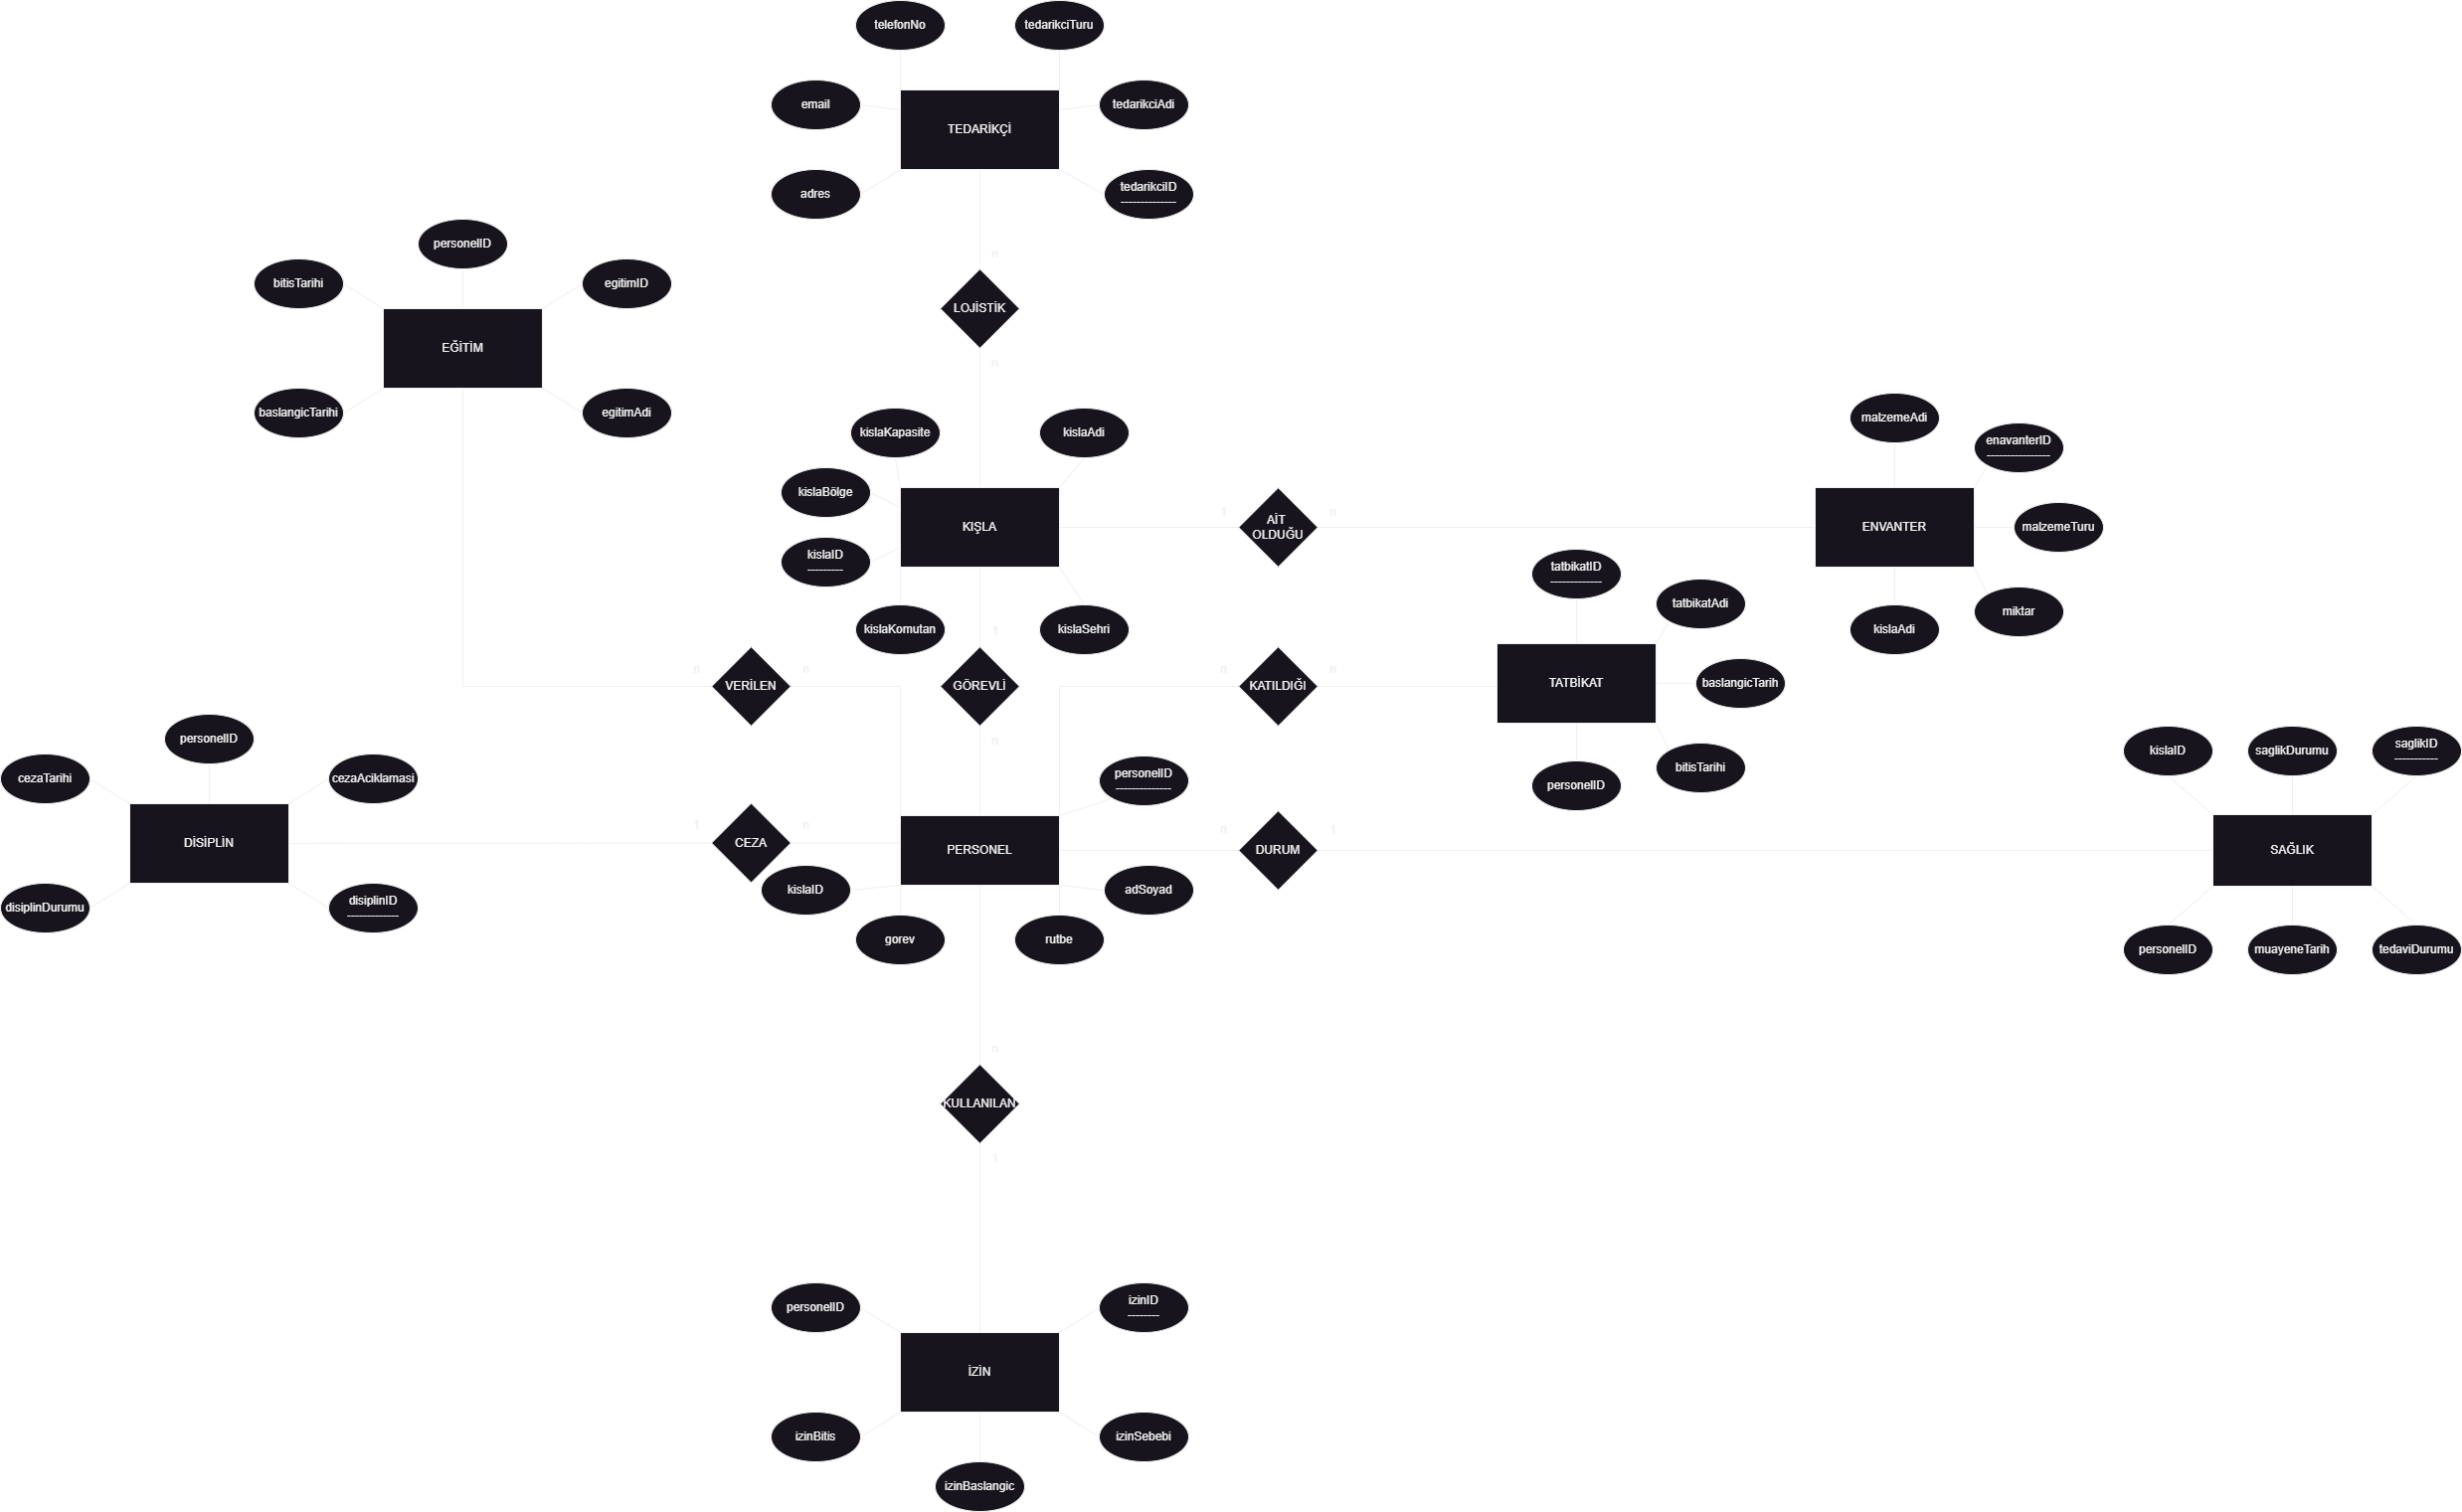 telefonNo
tedarikciTuru
email
tedarikciAdi
TEDARİKÇİ
adres
tedarikciID
--------------
n
LOJİSTİK
n
personelID
bitisTarihi
egitimID
EĞİTİM
baslangicTarihi
egitimAdi
kislaKapasite
kislaAdi
kislaBölge
KIŞLA
kislaID
---------
kislaKomutan
kislaSehri
1
AİT
OLDUĞU
n
malzemeAdi
enavanterID
----------------
ENVANTER
malzemeTuru
kislaAdi
miktar
n
VERİLEN
n
1
GÖREVLİ
n
n
KATILDIĞI
n
tatbikatID
-------------
tatbikatAdi
TATBİKAT
baslangicTarih
bitisTarihi
personelID
personelID
cezaTarihi
cezaAciklamasi
DİSİPLİN
disiplinDurumu
disiplinID
-------------
1
CEZA
n
personelID
--------------
PERSONEL
kislaID
adSoyad
gorev
rutbe
n
DURUM
1
kislaID
saglikDurumu
saglikID
-----------
SAĞLIK
personelID
muayeneTarih
tedaviDurumu
n
KULLANILAN
1
personelID
izinID
--------
İZİN
izinBitis
izinSebebi
izinBaslangic